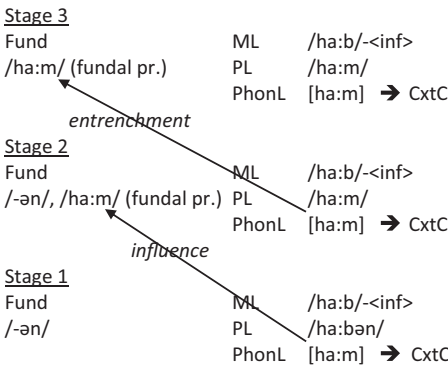 Stage 3
Fund ML /ha:b/-<inf>
/ha:m/ (fundal pr.) PL /ha:m/
PhonL [ha:m] ➔ CxtC
entrenchment
Stage 2
Fund ML /ha:b/-<inf>
/-ən/, /ha:m/ (fundal pr.) PL /ha:m/
PhonL [ha:m] ➔ CxtC
influence
Stage 1
Fund ML /ha:b/-<inf>
/-ən/ PL /ha:bən/
PhonL [ha:m] ➔ CxtC